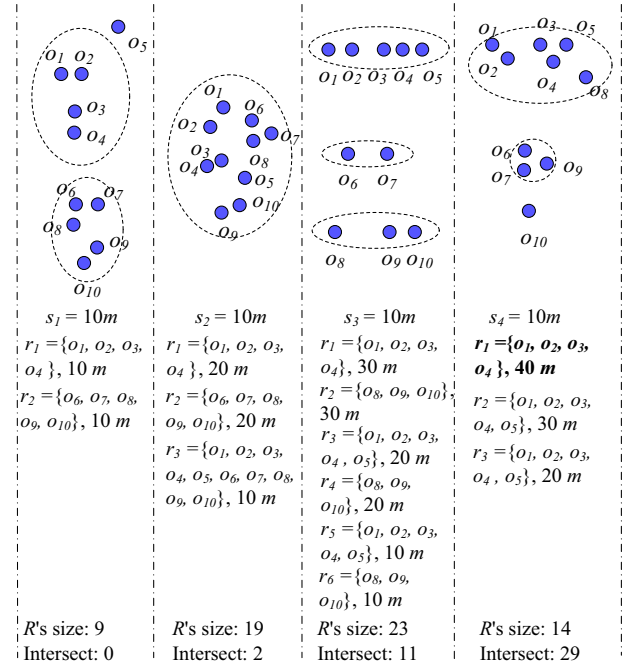 o1 o2 o5
o3
o4
o6 o7
o8
o9
o10
s1 = 10m
r1 ={o1, o2, o3,
o4 }, 10 m
r2 ={o6, o7, o8,
o9, o10}, 10 m
R's size: 9
Intersect: 0
o1 o6
o2 o7
o3 o8
o4 o5
o10
o9
s2 = 10m
r1 ={o1, o2, o3,
o4 }, 20 m
r2 ={o6, o7, o8,
o9, o10}, 20 m
r3 ={o1, o2, o3,
o4, o5, o6, o7, o8,
o9, o10}, 10 m
R's size: 19
Intersect: 2
o1 o2 o3 o4 o5
o6 o7
o8 o9 o10
s3 = 10m
r1 ={o1, o2, o3,
o4}, 30 m
r2 ={o8, o9, o10},
30 m
r3 ={o1, o2, o3,
o4 , o5}, 20 m
r4 ={o8, o9,
o10}, 20 m
r5 ={o1, o2, o3,
o4, o5}, 10 m
r6 ={o8, o9,
o10}, 10 m
R's size: 23
Intersect: 11
o1 o3 o5
o2 o4 o8
o6 o9
o7
o10
s4 = 10m
r1 ={o1, o2, o3,
o4 }, 40 m
r2 ={o1, o2, o3,
o4, o5}, 30 m
r3 ={o1, o2, o3,
o4 , o5}, 20 m
R's size: 14
Intersect: 29